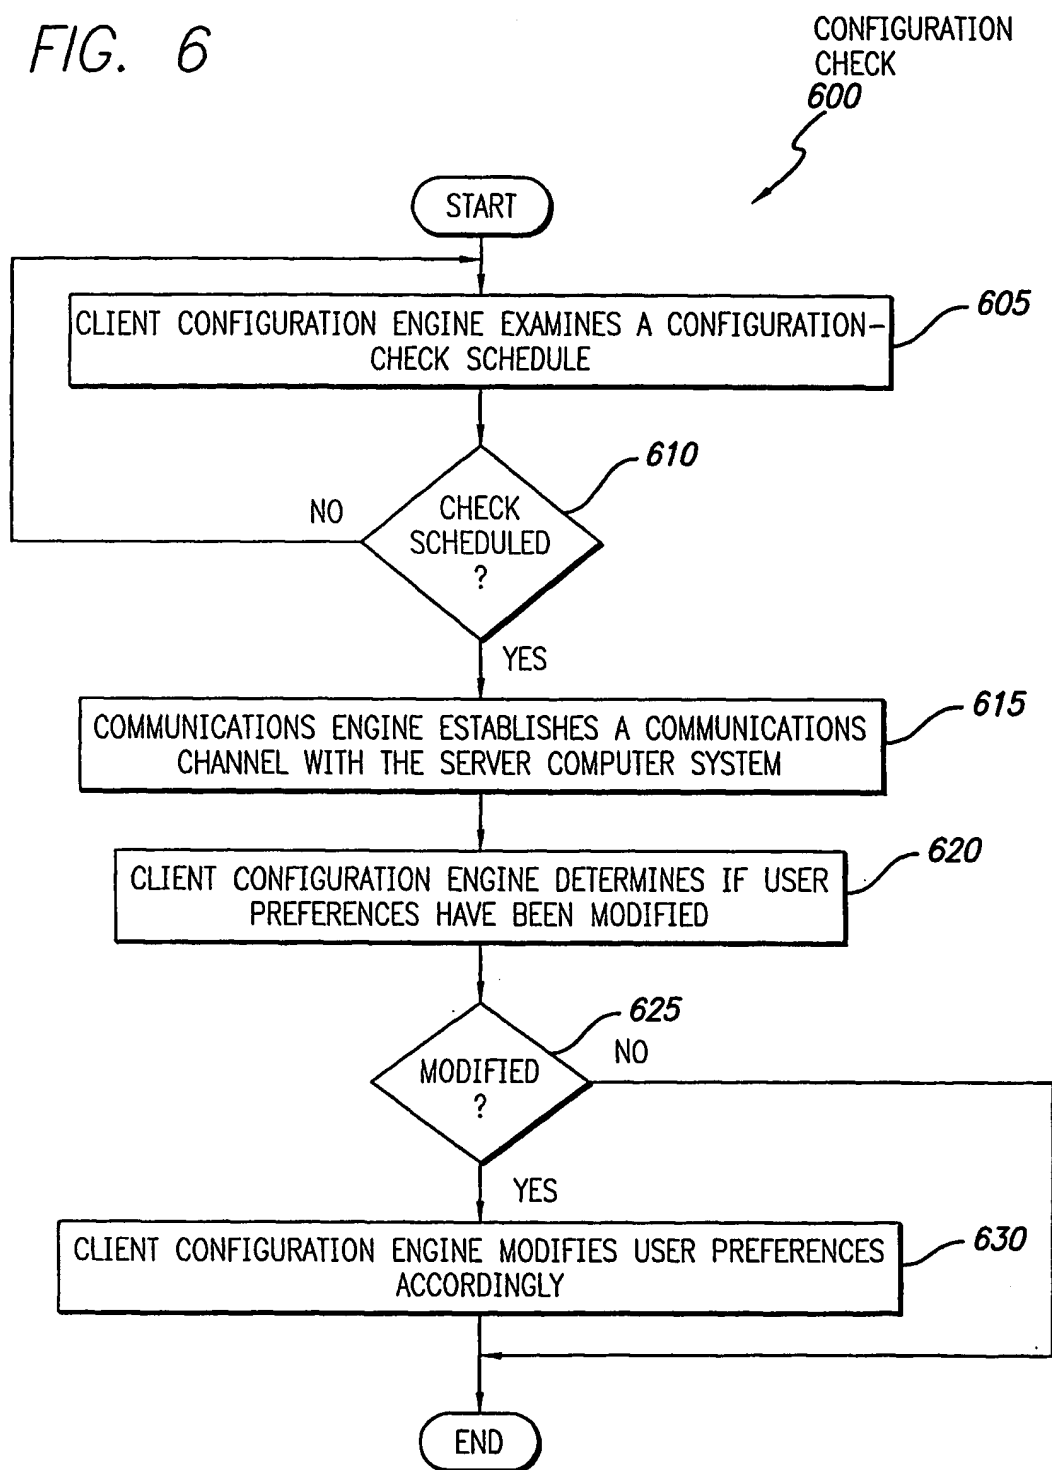 FIG. 6
CONFIGURATION
CHECK
600
START
CLIENT CONFIGURATION ENGINE EXAMINES A CONFIGURATION-
CHECK SCHEDULE
605
CHECK
SCHEDULED
?
610
NO
YES
COMMUNICATIONS ENGINE ESTABLISHES A COMMUNICATIONS
CHANNEL WITH THE SERVER COMPUTER SYSTEM
615
CLIENT CONFIGURATION ENGINE DETERMINES IF USER
PREFERENCES HAVE BEEN MODIFIED
620
MODIFIED
?
625
NO
YES
CLIENT CONFIGURATION ENGINE MODIFIES USER PREFERENCES
ACCORDINGLY
630
END